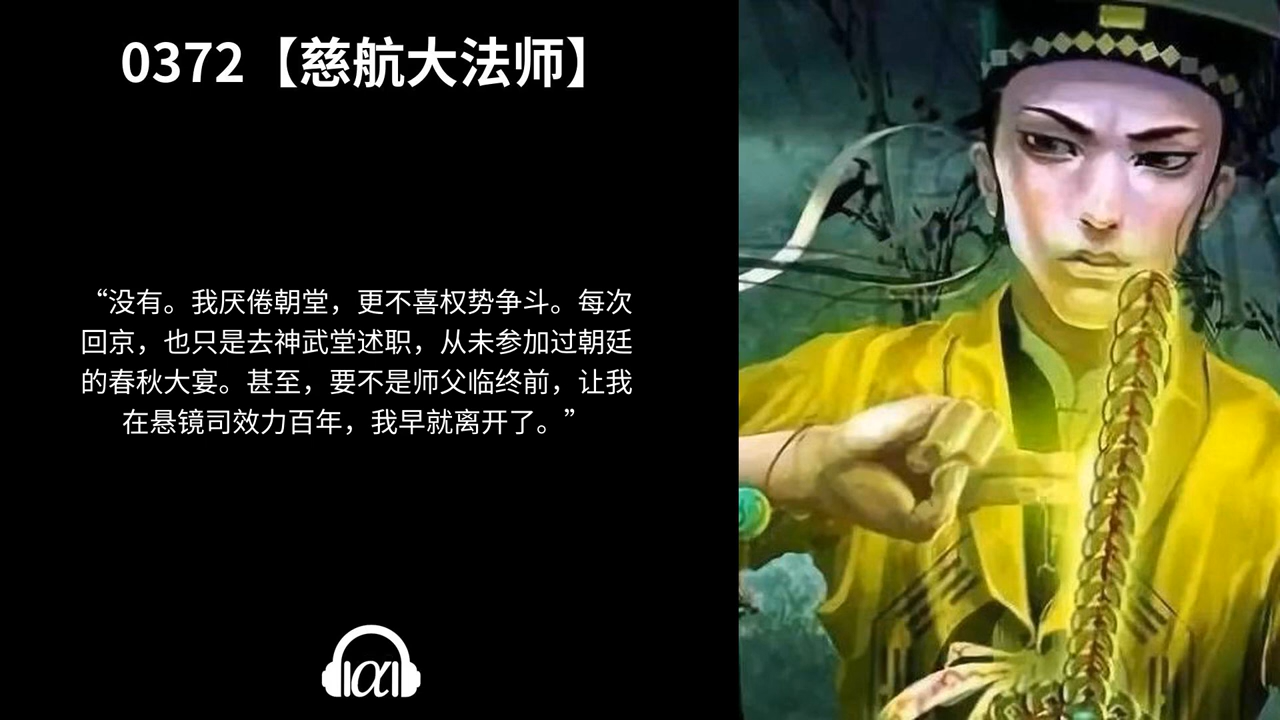 0372【慈航大法师】
“没有。我厌倦朝堂，更不喜权势争斗。每次
回京，也只是去神武堂述职，从未参加过朝廷
的春秋大宴。甚至，要不是师父临终前，让我
在悬镜司效力百年，我早就离开了。”
α